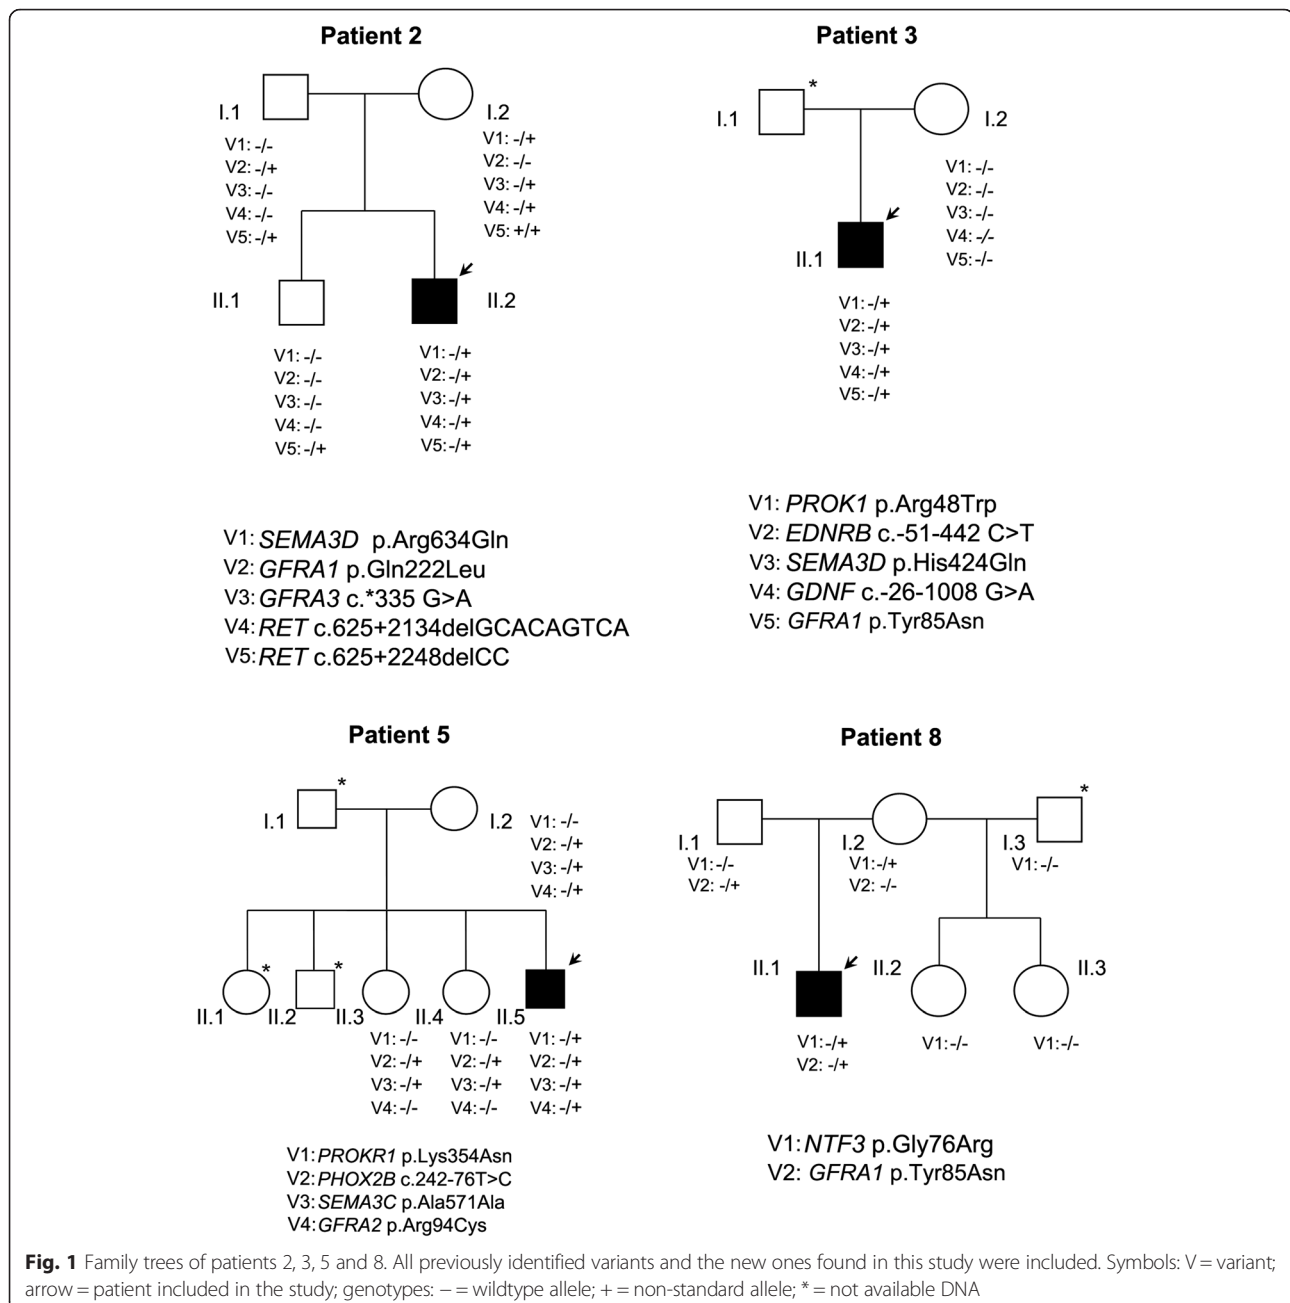 Patient 2
I.1
I.2
V1: -/-
V2: -/+
V3: -/-
V4: -/-
V5: -/+
V1: -/+
V2: -/-
V3: -/+
V4: -/+
V5: +/+
II.1
II.2
V1: -/-
V2: -/-
V3: -/-
V4: -/-
V5: -/+
V1: -/+
V2: -/+
V3: -/+
V4: -/+
V5: -/+
V1: SEMA3D p.Arg634Gln
V2: GFRA1 p.Gln222Leu
V3: GFRA3 c.*335 G>A
V4: RET c.625+2134delGCACAGTCA
V5: RET c.625+2248delCC
Patient 3
*
I.1
I.2
V1: -/-
V2: -/-
V3: -/-
V4: -/-
V5: -/-
II.1
V1: -/+
V2: -/+
V3: -/+
V4: -/+
V5: -/+
V1: PROK1 p.Arg48Trp
V2: EDNRB c.-51-442 C>T
V3: SEMA3D p.His424Gln
V4: GDNF c.-26-1008 G>A
V5: GFRA1 p.Tyr85Asn
Patient 5
*
I.1
I.2
V1: -/-
V2: -/+
V3: -/+
V4: -/+
*
*
II.1
II.2
II.3
II.4
II.5
V1: -/-
V2: -/+
V3: -/+
V4: -/-
V1: -/-
V2: -/+
V3: -/+
V4: -/-
V1: -/+
V2: -/+
V3: -/+
V4: -/+
V1: PROKR1 p.Lys354Asn
V2: PHOX2B c.242-76T>C
V3: SEMA3C p.Ala571Ala
V4: GFRA2 p.Arg94Cys
Patient 8
*
I.1
I.2
I.3
V1: -/-
V2: -/+
V1: -/+
V2: -/-
V1: -/-
II.1
II.2
II.3
V1: -/+
V2: -/+
V1: -/-
V1: -/-
V1: NTF3 p.Gly76Arg
V2: GFRA1 p.Tyr85Asn
Fig. 1 Family trees of patients 2, 3, 5 and 8. All previously identified variants and the new ones found in this study were included. Symbols: V = variant;
arrow = patient included in the study; genotypes: − = wildtype allele; + = non-standard allele; * = not available DNA